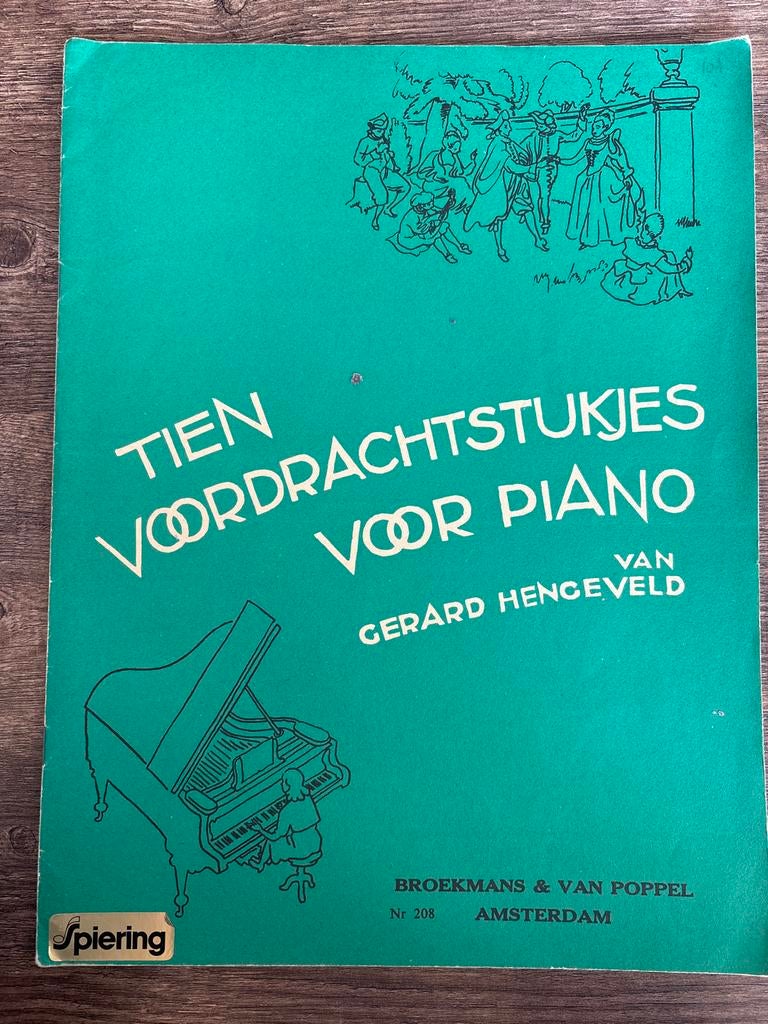 TIEN
VOORDRACHTSTUKJES
VOOR PIANO
VAN
GERARD HENGEVELD
BROEKMANS & VAN POPPEL
Nr 208 AMSTERDAM
Spiering